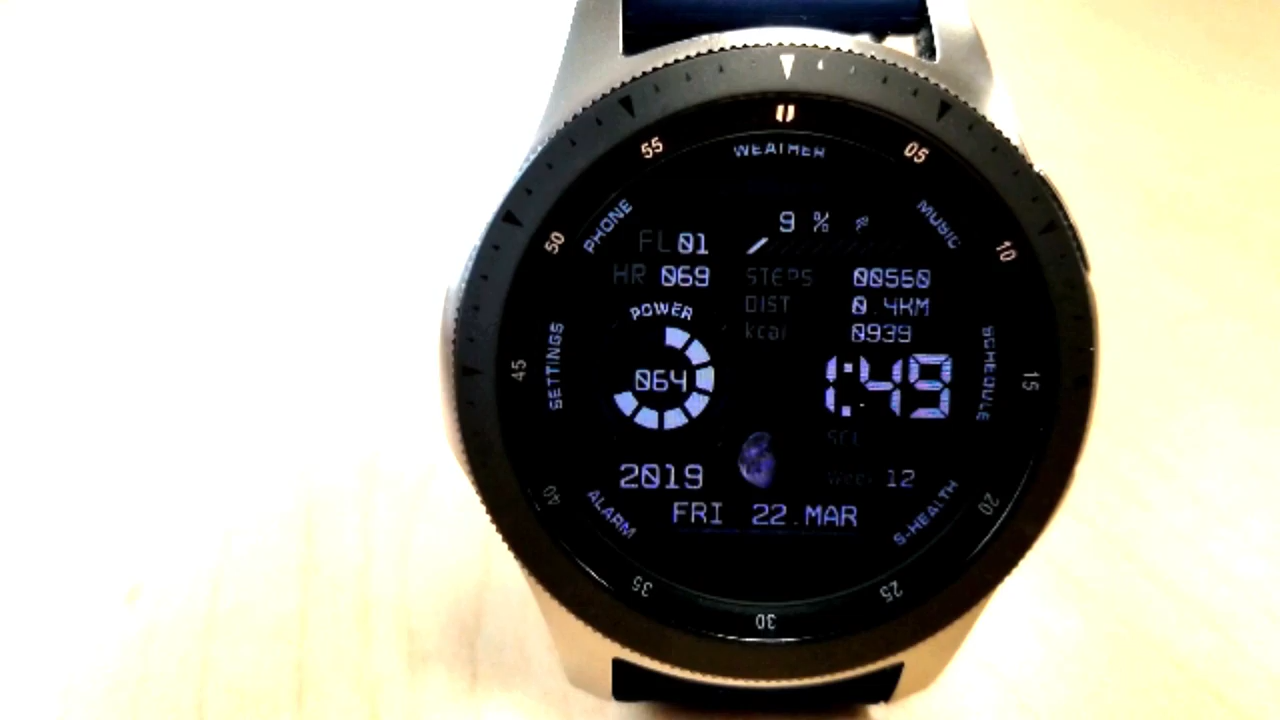 WEATHER
55
05
PHONE
MUSIC
50
10
9 %
FL 01
HR 069
STEPS 00560
DIST 0.4KM
kcal 0939
POWER
064
1:49
SETTINGS
SCHEDULE
45
15
2019
Week 12
FRI 22.MAR
ALARM
S-HEALTH
40
20
35
25
30